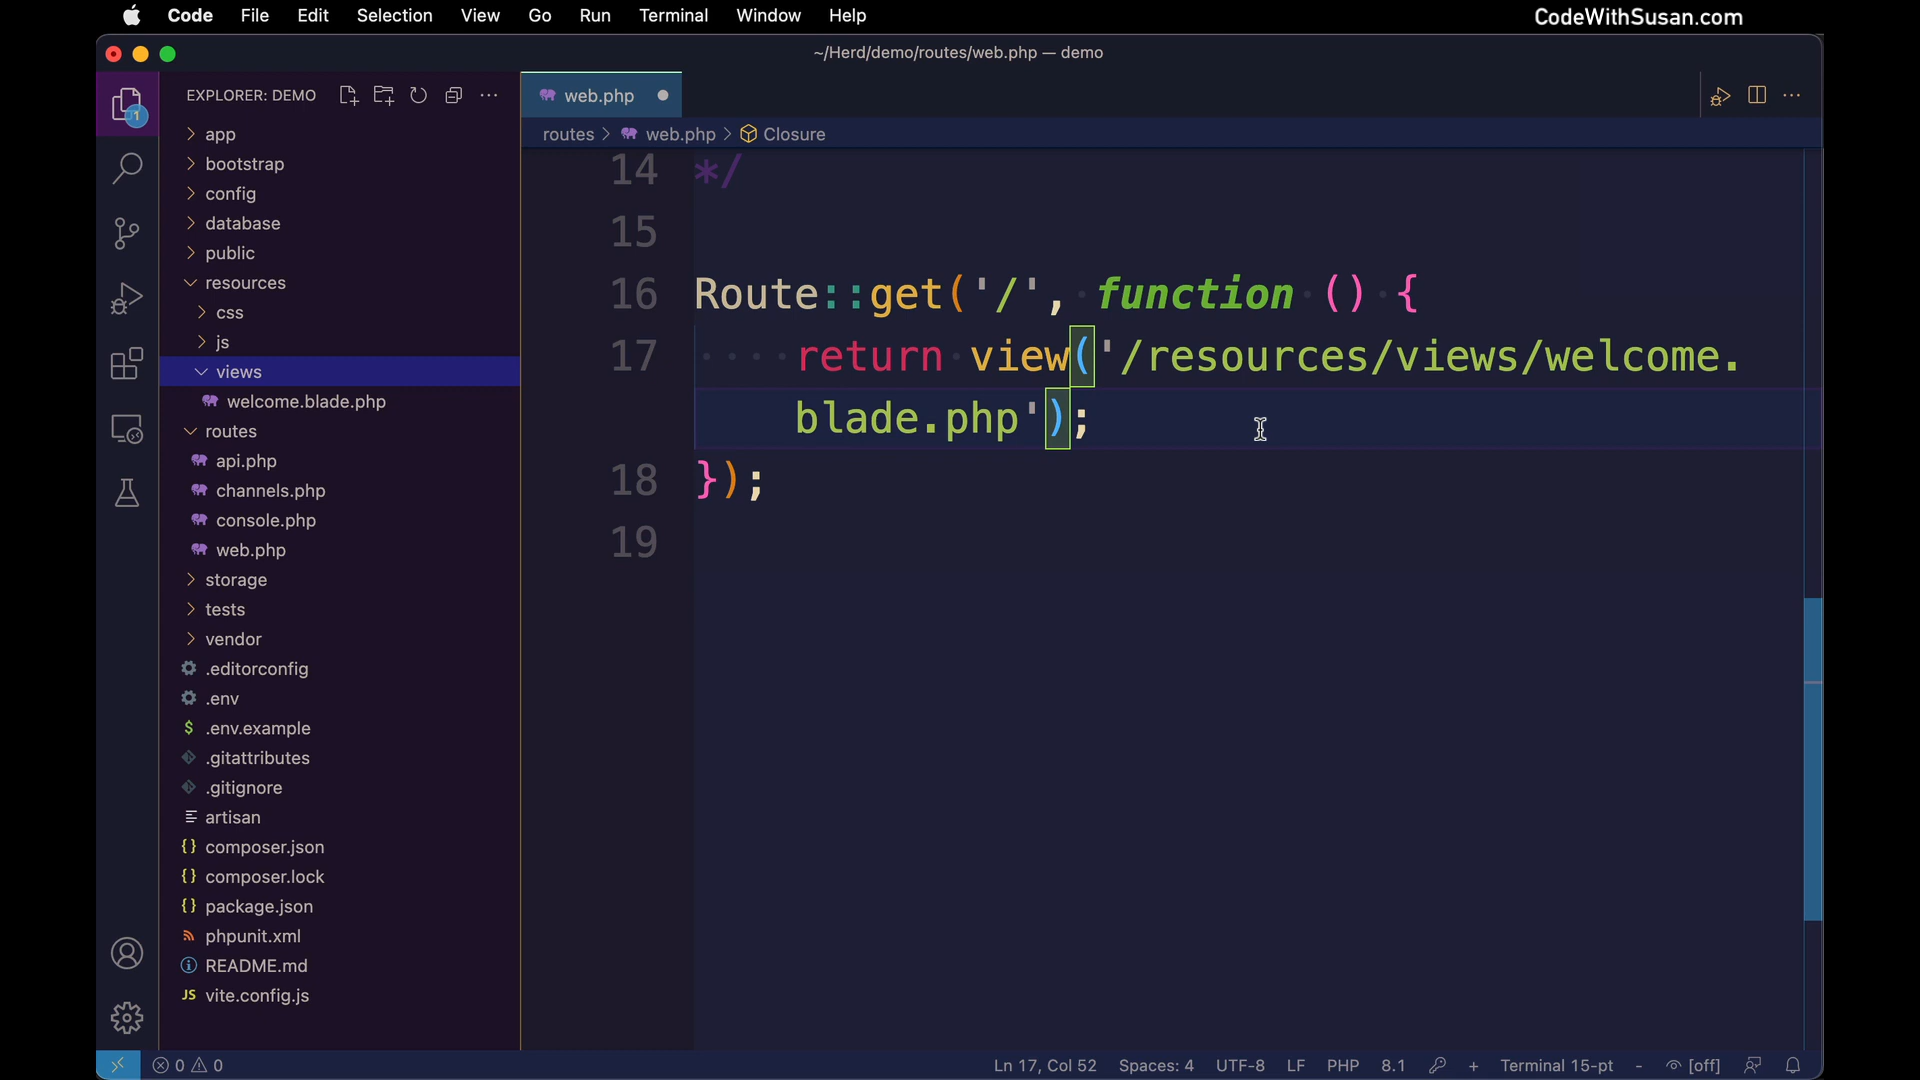 Code File Edit Selection View Go Run Terminal Window Help CodeWithSusan.com
~/Herd/demo/routes/web.php — demo
EXPLORER: DEMO
web.php
routes > web.php > Closure
1
app
bootstrap
config
database
public
resources
css
js
views
welcome.blade.php
routes
api.php
channels.php
console.php
web.php
storage
tests
vendor
.editorconfig
.env
$ .env.example
.gitattributes
.gitignore
artisan
{} composer.json
{} composer.lock
{} package.json
phpunit.xml
README.md
JS vite.config.js
14 */
15
16 Route::get('/', function () {
17 return view('/resources/views/welcome.
blade.php');
18 });
19
0 0 Ln 17, Col 52 Spaces: 4 UTF-8 LF PHP 8.1 + Terminal 15-pt - [off]